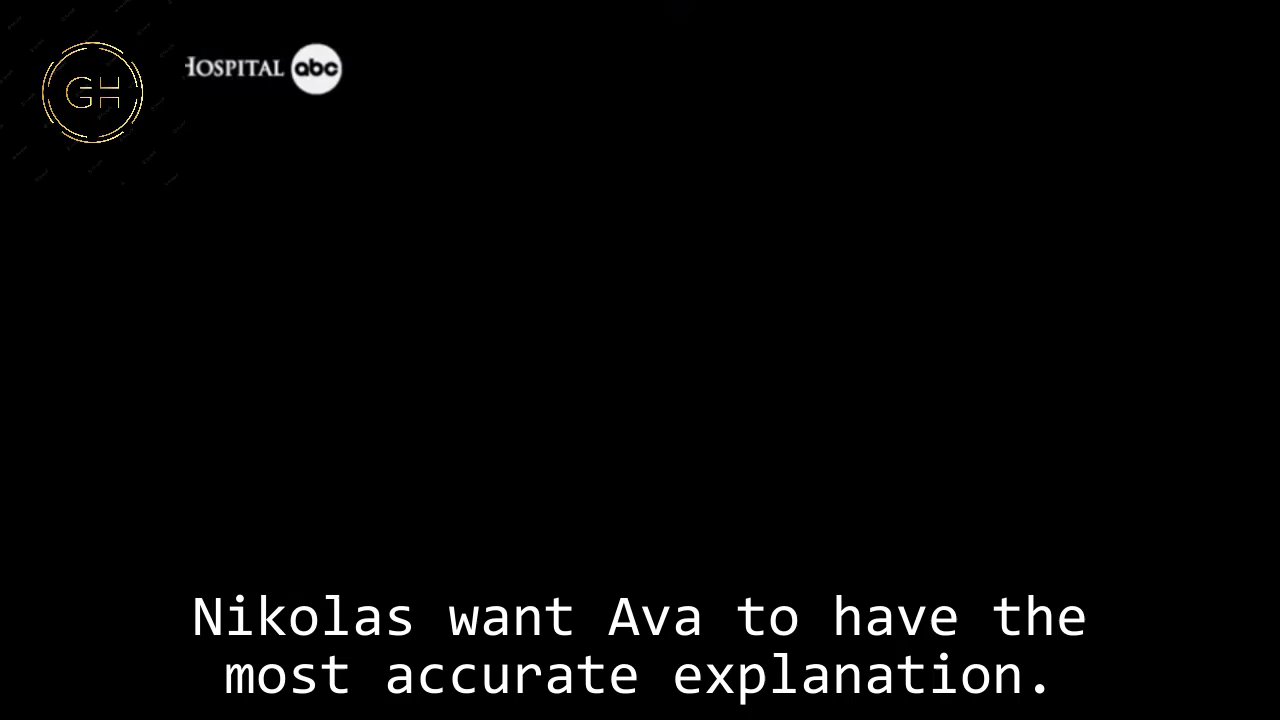 GH
HOSPITAL abc
Nikolas want Ava to have the
most accurate explanation.